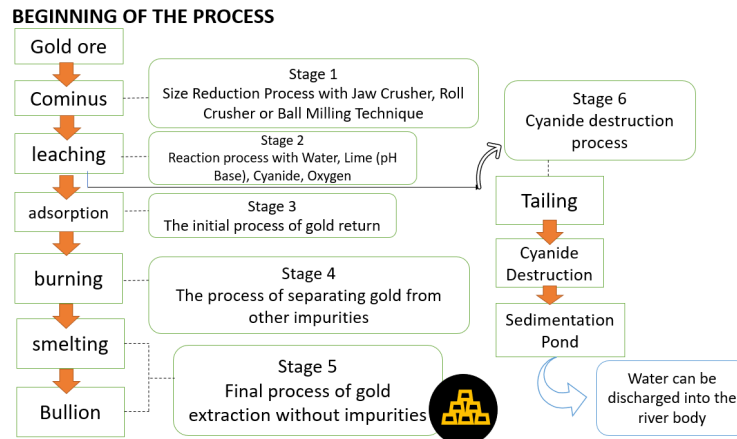 BEGINNING OF THE PROCESS
Gold ore
Cominus
Stage 1
Size Reduction Process with Jaw Crusher, Roll
Crusher or Ball Milling Technique
leaching
Stage 2
Reaction process with Water, Lime (pH
Base), Cyanide, Oxygen
adsorption
Stage 3
The initial process of gold return
burning
Stage 4
The process of separating gold from
other impurities
smelting
Bullion
Stage 5
Final process of gold
extraction without impurities
Stage 6
Cyanide destruction
process
Tailing
Cyanide
Destruction
Sedimentation
Pond
Water can be
discharged into the
river body